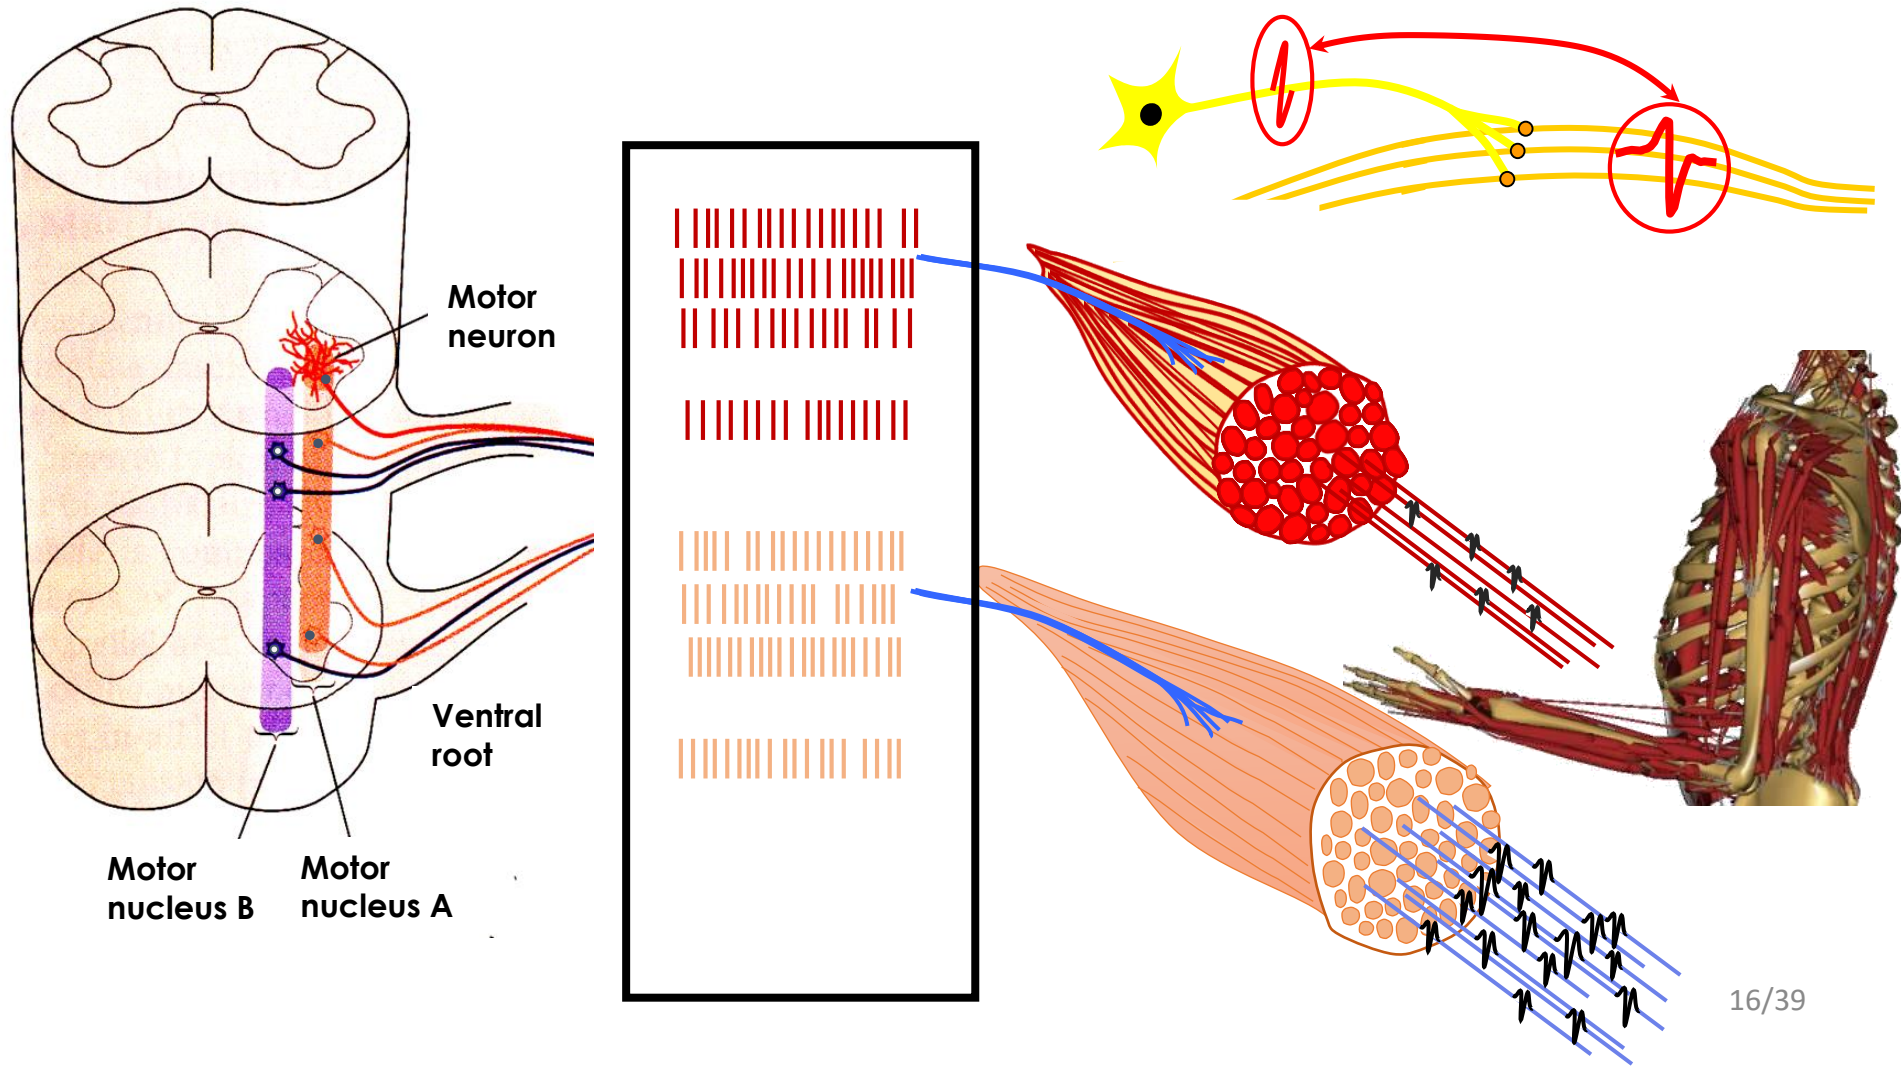 Motor
neuron
Ventral
root
Motor
nucleus B
Motor
nucleus A
16/39